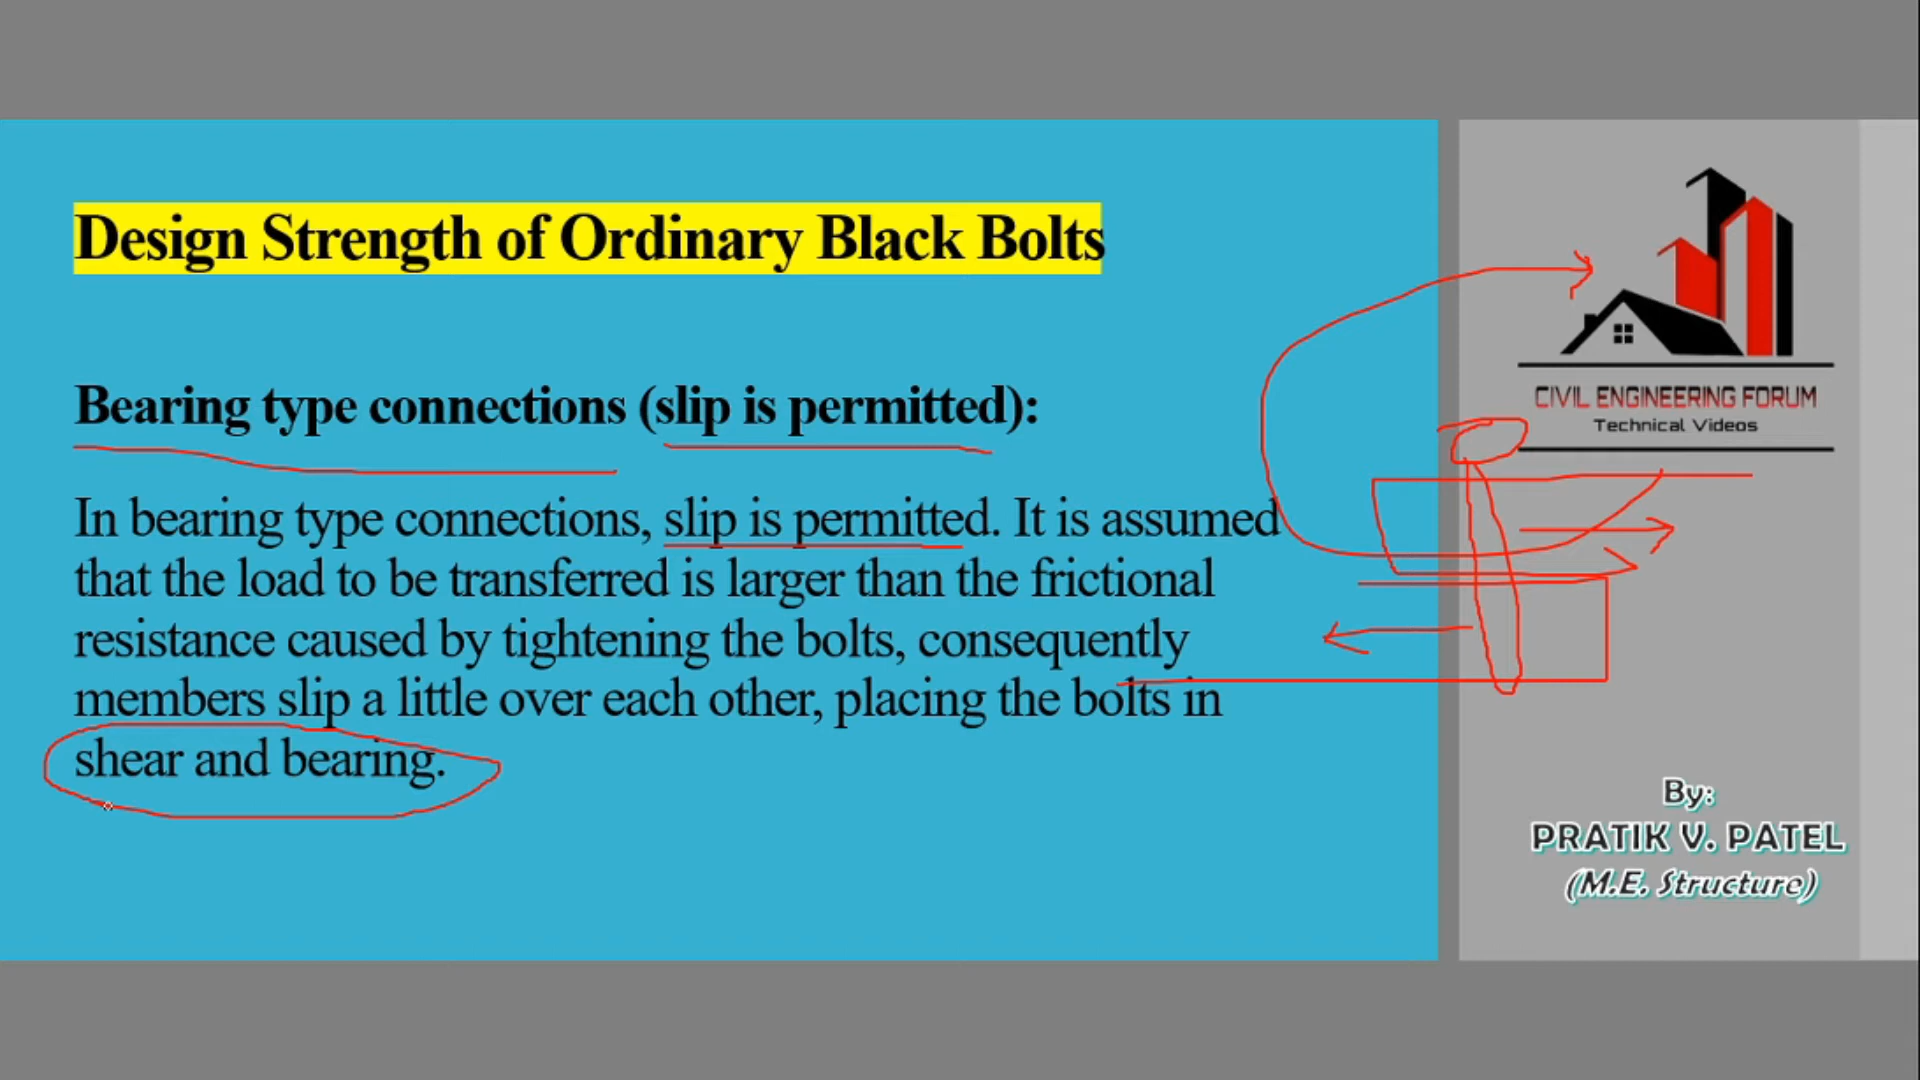 Design Strength of Ordinary Black Bolts
Bearing type connections (slip is permitted):
In bearing type connections, slip is permitted. It is assumed
that the load to be transferred is larger than the frictional
resistance caused by tightening the bolts, consequently
members slip a little over each other, placing the bolts in
shear and bearing.
CIVIL ENGINEERING FORUM
Technical Videos
By:
PRATIK V. PATEL
(M.E. Structure)